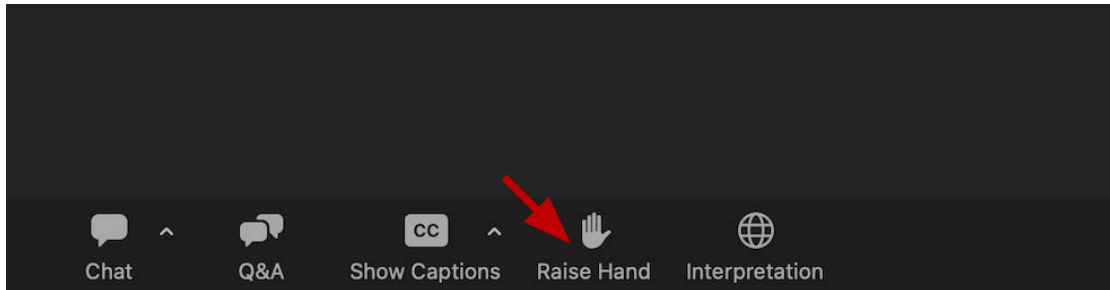 CC
Chat
Q&A
Show Captions
Raise Hand
Interpretation